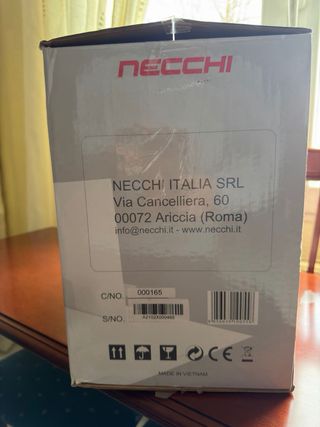 NECCHI
NECCHI ITALIA SRL
Via Cancelliera, 60
00072 Ariccia (Roma)
info@necchi.it - www.necchi.it
C/NO. 000165
S/NO.
CE
MADE IN VIETNAM